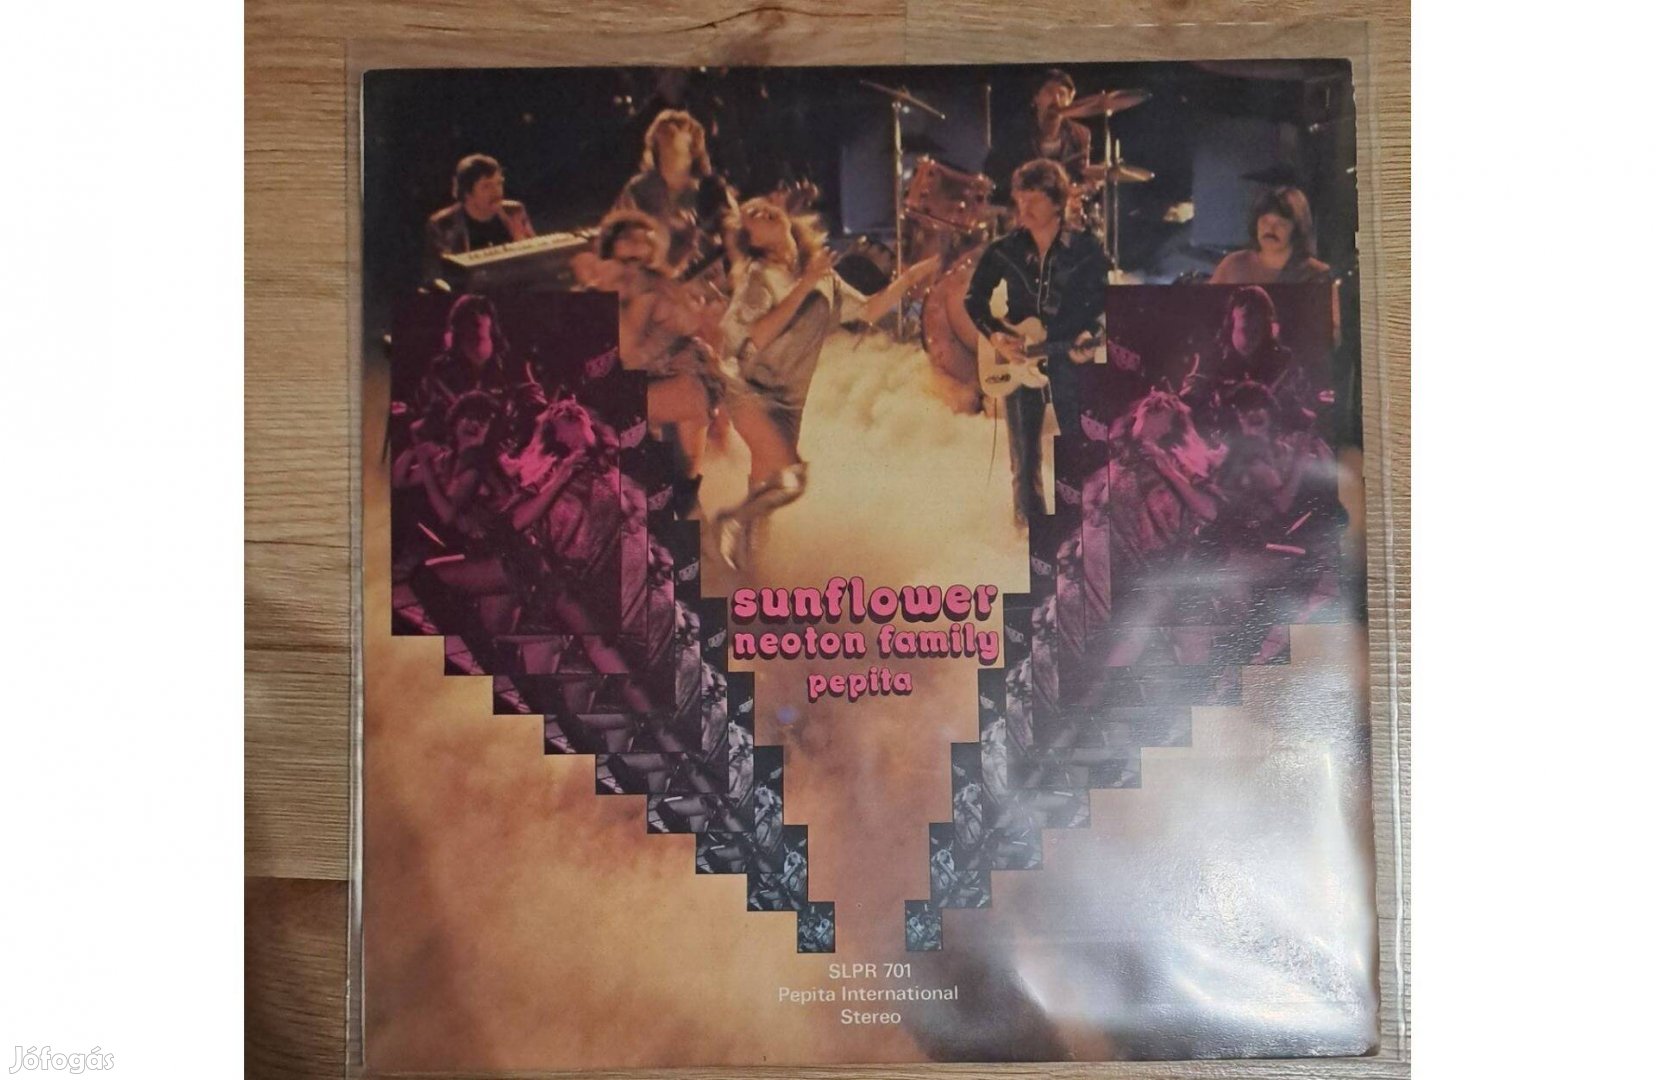 sunflower
neoton family
pepita
SLPR 701
Pepita International
Stereo
Jófogás